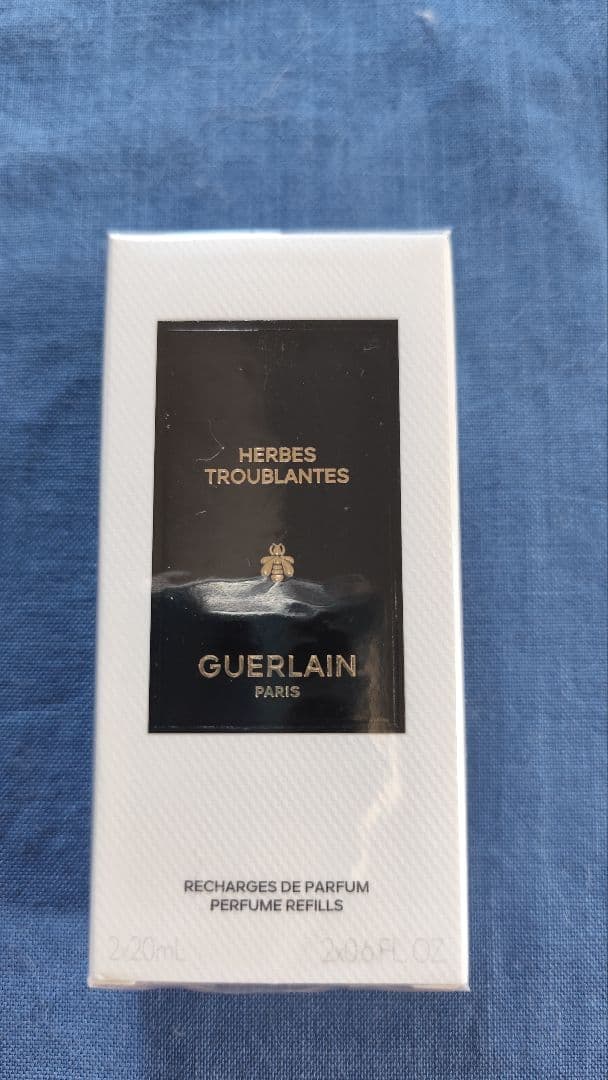 HERBES
TROUBLANTES
GUERLAIN
PARIS
RECHARGES DE PARFUM
PERFUME REFILLS
2x20mL 2x0.6 FL. OZ